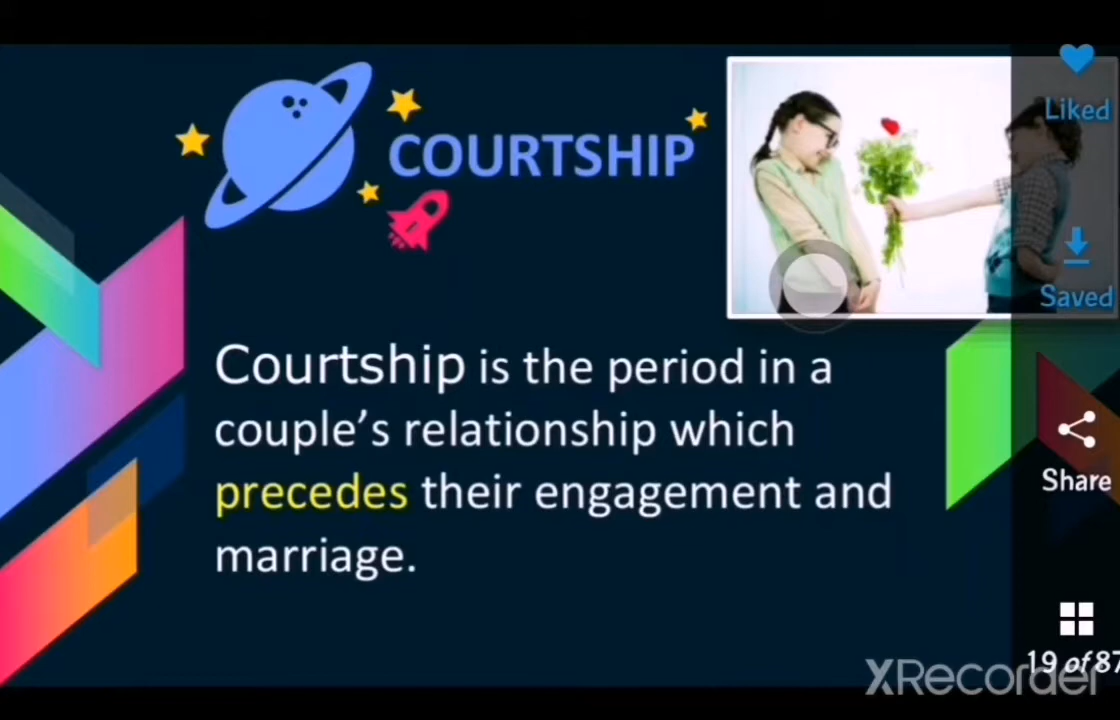 COURTSHIP
Liked
Saved
Courtship is the period in a
couple's relationship which
precedes their engagement and
marriage.
Share
19 of 87
XRecorder